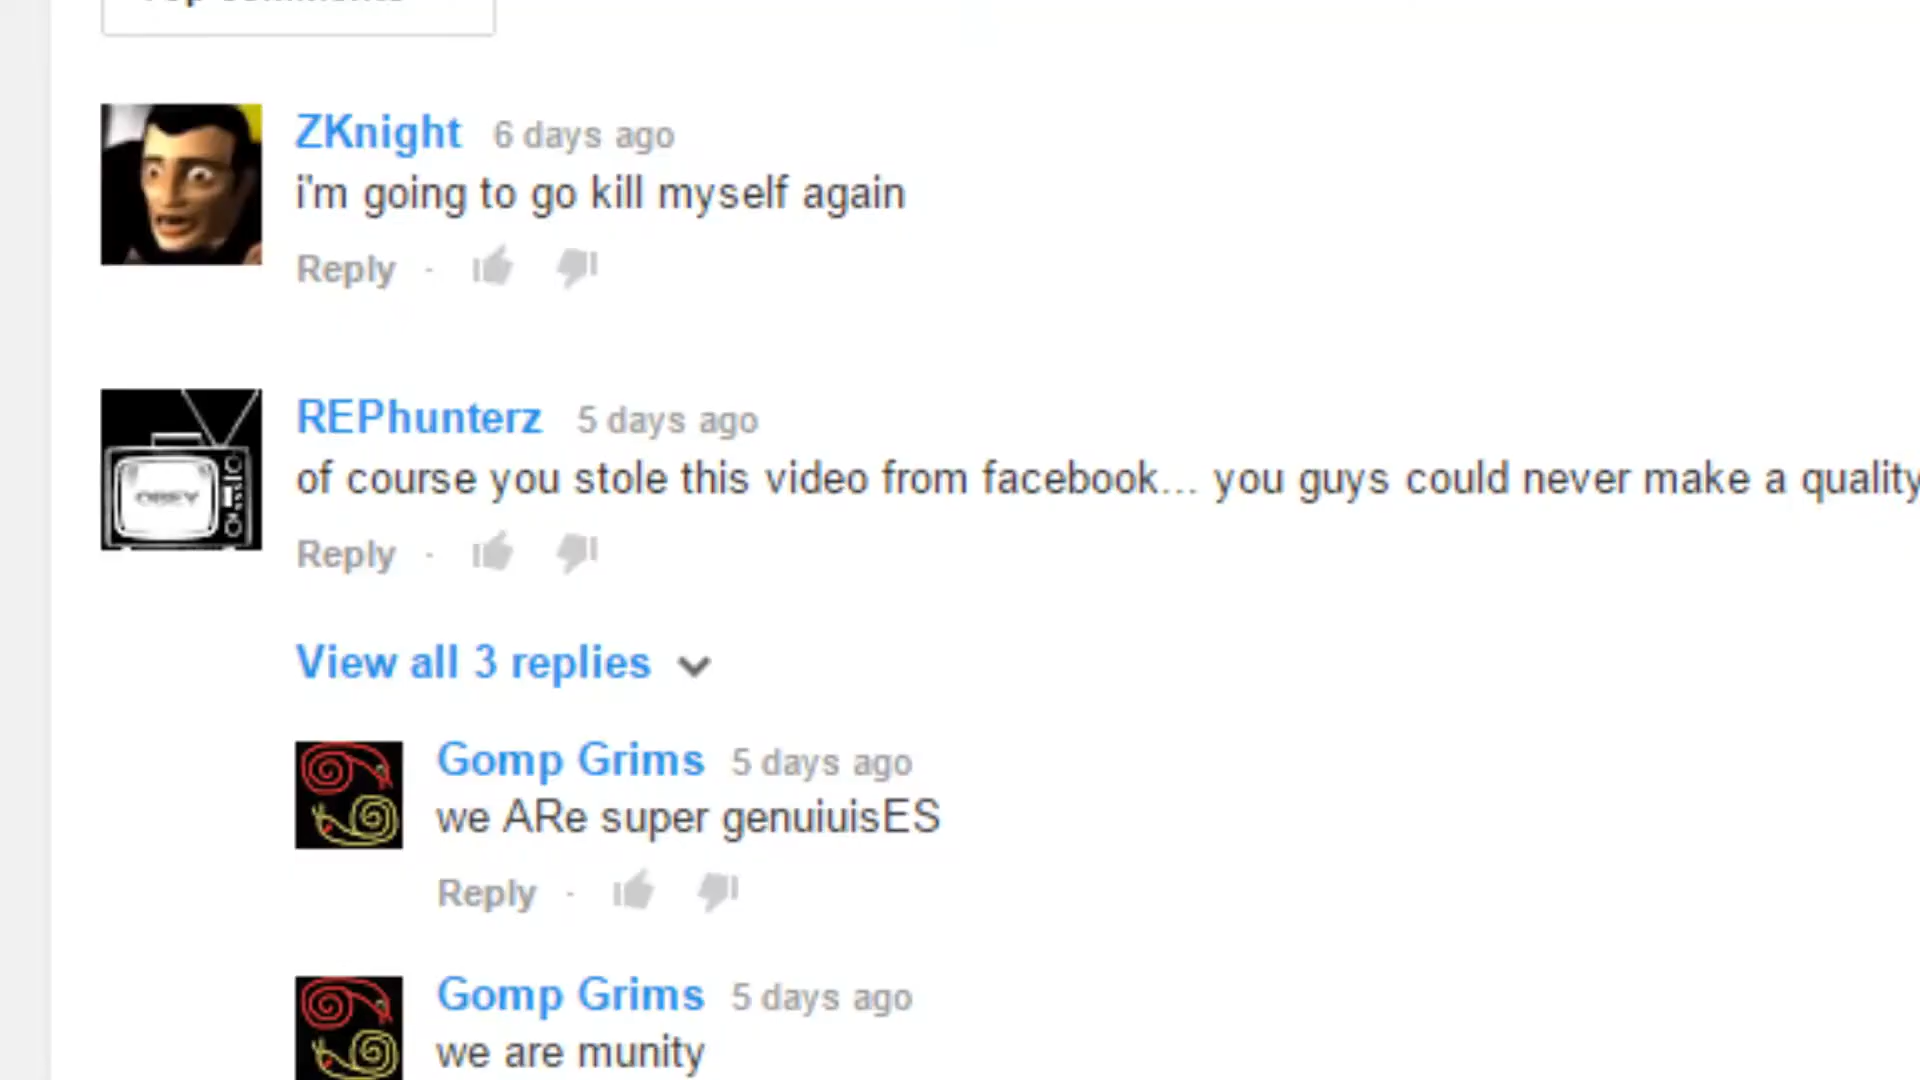 ZKnight 6 days ago
i'm going to go kill myself again
Reply ·
REPhunterz 5 days ago
of course you stole this video from facebook... you guys could never make a quality
Reply ·
View all 3 replies
OBEY
Gomp Grims 5 days ago
we ARe super genuiuisES
Reply ·
Gomp Grims 5 days ago
we are munity